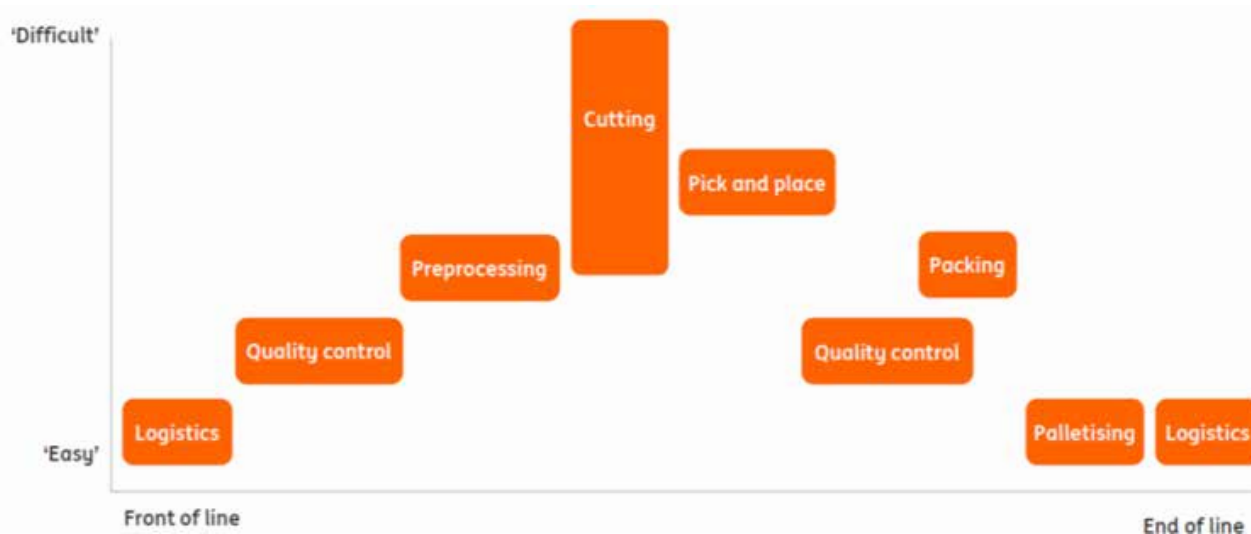 ‘Difficult’
Cutting
Pick and place
Preprocessing
Packing
Quality control
Quality control
Logistics
Palletising
Logistics
‘Easy’
Front of line
End of line